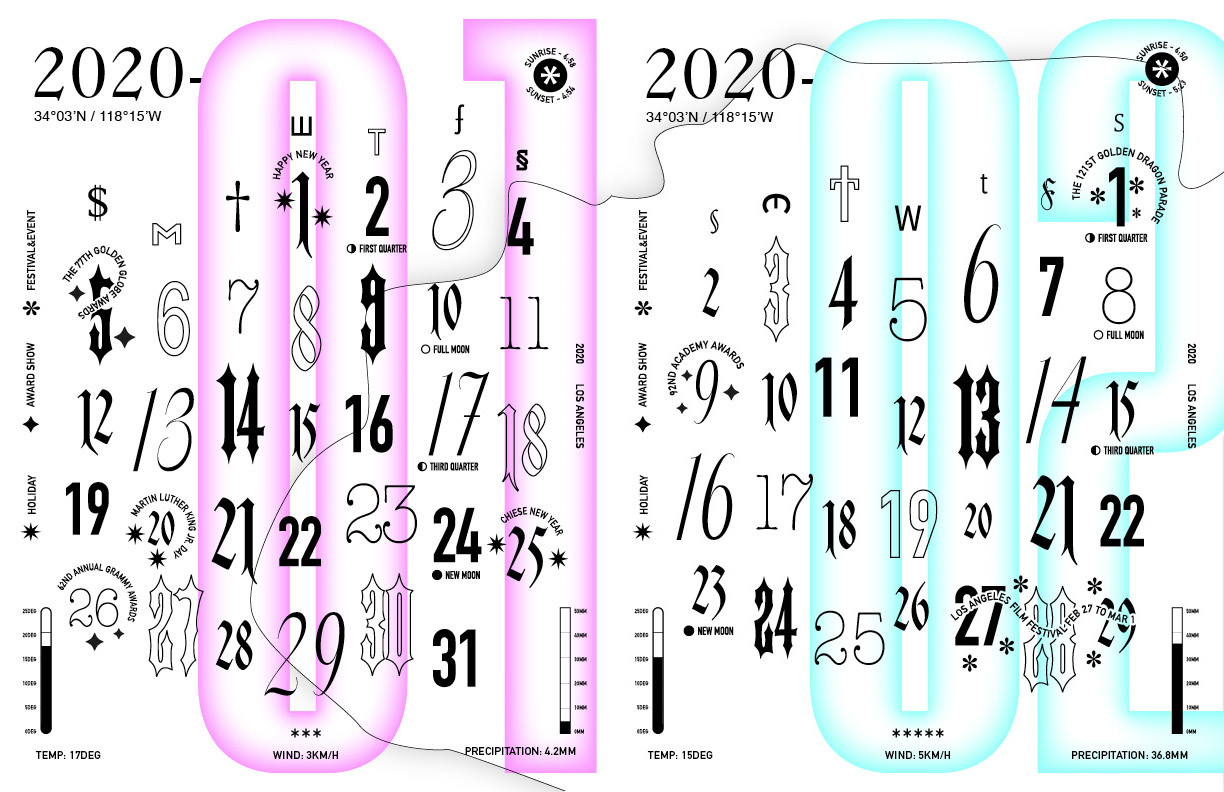 2020-01
34°03'N / 118°15'W
SUNRISE - 6:58
SUNSET - 4:54
$ M † W T f §
HAPPY NEW YEAR
1 2 3 4
FIRST QUARTER
THE 77TH GOLDEN GLOBE AWARDS
5 6 7 8 9 10 11
FULL MOON
12 13 14 15 16 17 18
THIRD QUARTER
MARTIN LUTHER KING JR. DAY
CHIESE NEW YEAR
19 20 21 22 23 24 25
NEW MOON
62ND ANNUAL GRAMMY AWARDS
26 27 28 29 30 31
FESTIVAL&EVENT
AWARD SHOW
HOLIDAY
2020 LOS ANGELES
25DEG
20DEG
15DEG
10DEG
5DEG
0DEG
50MM
40MM
30MM
20MM
10MM
0MM
***
TEMP: 17DEG
WIND: 3KM/H
PRECIPITATION: 4.2MM
2020-02
34°03'N / 118°15'W
SUNRISE - 6:50
SUNSET - 5:23
S M T W t F S
THE 121ST GOLDEN DRAGON PARADE
1
FIRST QUARTER
2 3 4 5 6 7 8
FULL MOON
92ND ACADEMY AWARDS
9 10 11 12 13 14 15
THIRD QUARTER
16 17 18 19 20 21 22
23 24 25 26 27 28 29
NEW MOON
LOS ANGELES FILM FESTIVAL FEB 27 TO MAR 1
FESTIVAL&EVENT
AWARD SHOW
HOLIDAY
2020 LOS ANGELES
25DEG
20DEG
15DEG
10DEG
5DEG
0DEG
50MM
40MM
30MM
20MM
10MM
0MM
*****
TEMP: 15DEG
WIND: 5KM/H
PRECIPITATION: 36.8MM